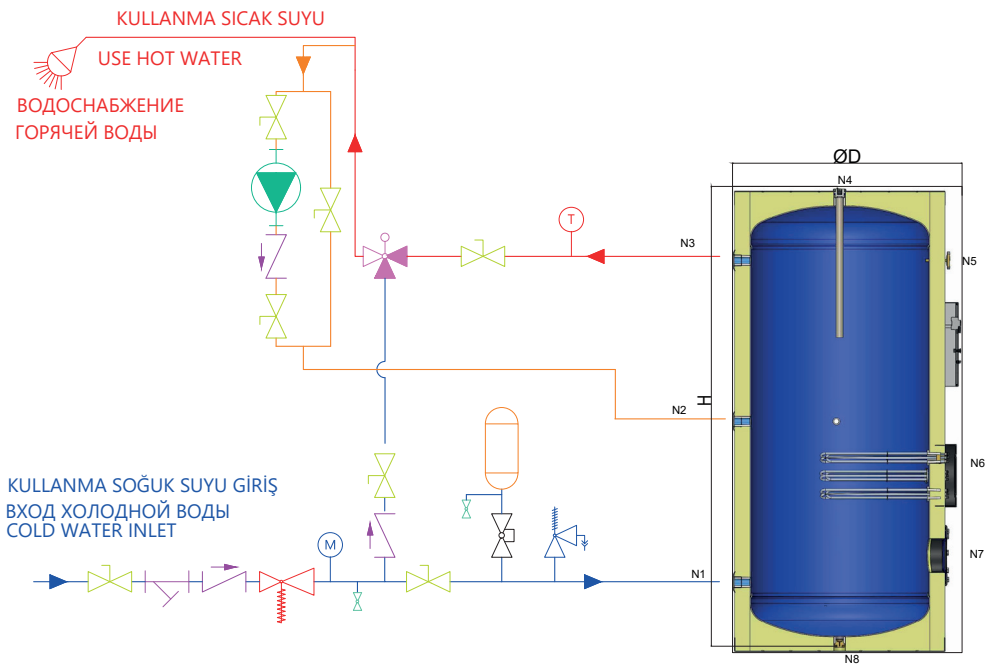 KULLANMA SICAK SUYU
USE HOT WATER
ВОДОСНАБЖЕНИЕ
ГОРЯЧЕЙ ВОДЫ
ØD
N4
T
N3
N5
H
N2
N6
KULLANMA SOĞUK SUYU GİRİŞ
ВХОД ХОЛОДНОЙ ВОДЫ
COLD WATER INLET
M
N7
N1
N8